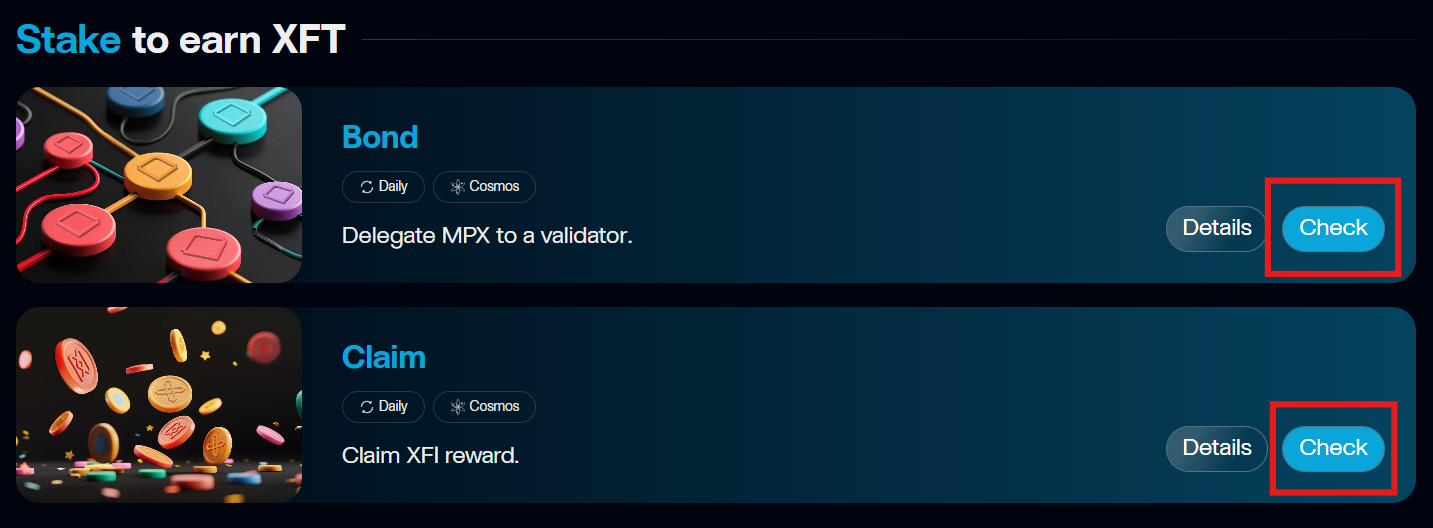 Stake to earn XFT
Bond
Daily
Cosmos
Delegate MPX to a validator.
Details
Check
Claim
Daily
Cosmos
Claim XFI reward.
Details
Check